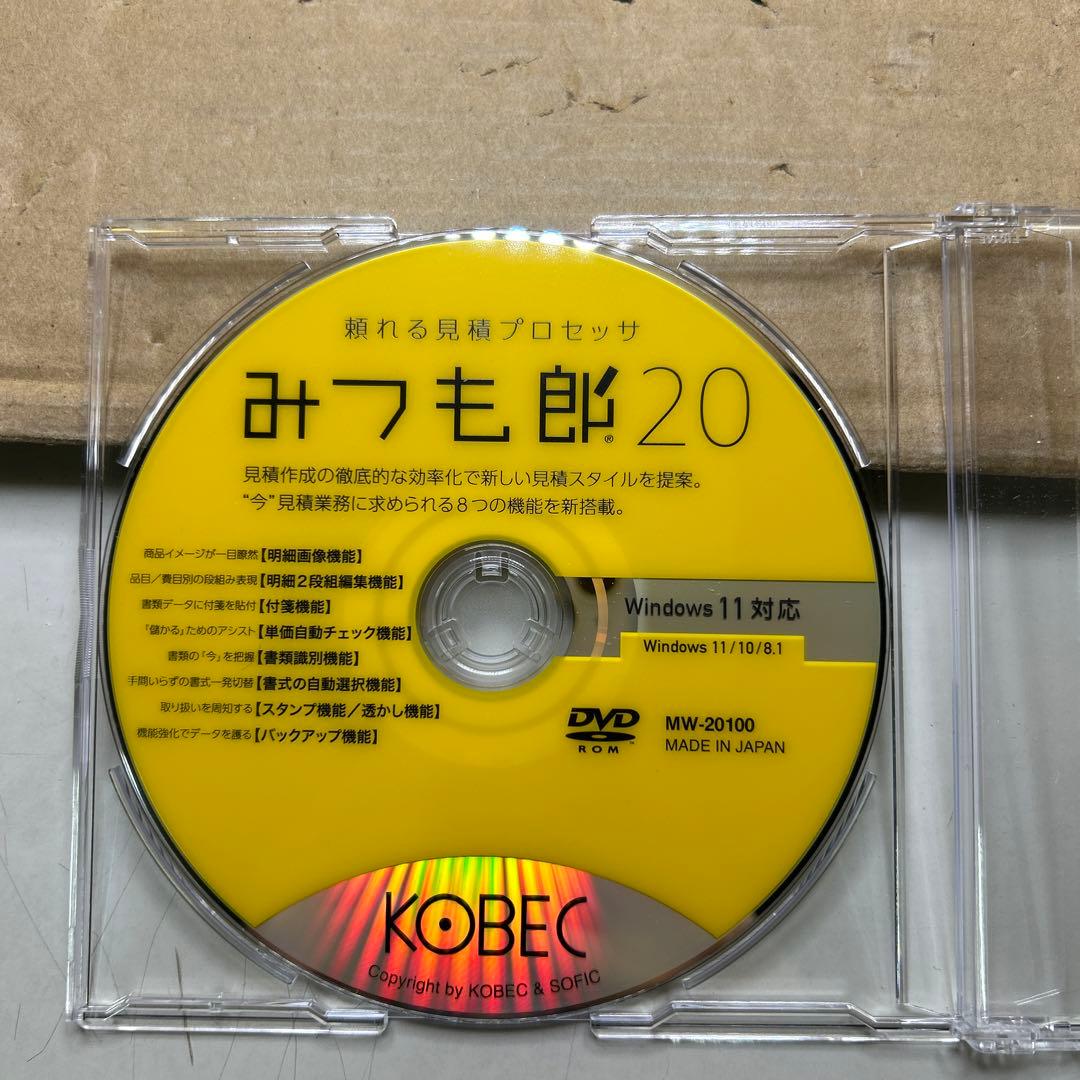 頼れる見積プロセッサ
みつも郎® 20
見積作成の徹底的な効率化で新しい見積スタイルを提案。
“今”見積業務に求められる8つの機能を新搭載。
商品イメージが一目瞭然【明細画像機能】
品目/費目別の段組み表現【明細2段組編集機能】
書類データに付箋を貼付【付箋機能】
「儲かる」ためのアシスト【単価自動チェック機能】
書類の「今」を把握【書類識別機能】
手間いらずの書式一発切替【書式の自動選択機能】
取り扱いを周知する【スタンプ機能/透かし機能】
機能強化でデータを護る【バックアップ機能】
Windows 11 対応
Windows 11/10/8.1
DVD
ROM
MW-20100
MADE IN JAPAN
KOBEC
Copyright by KOBEC & SOFIC